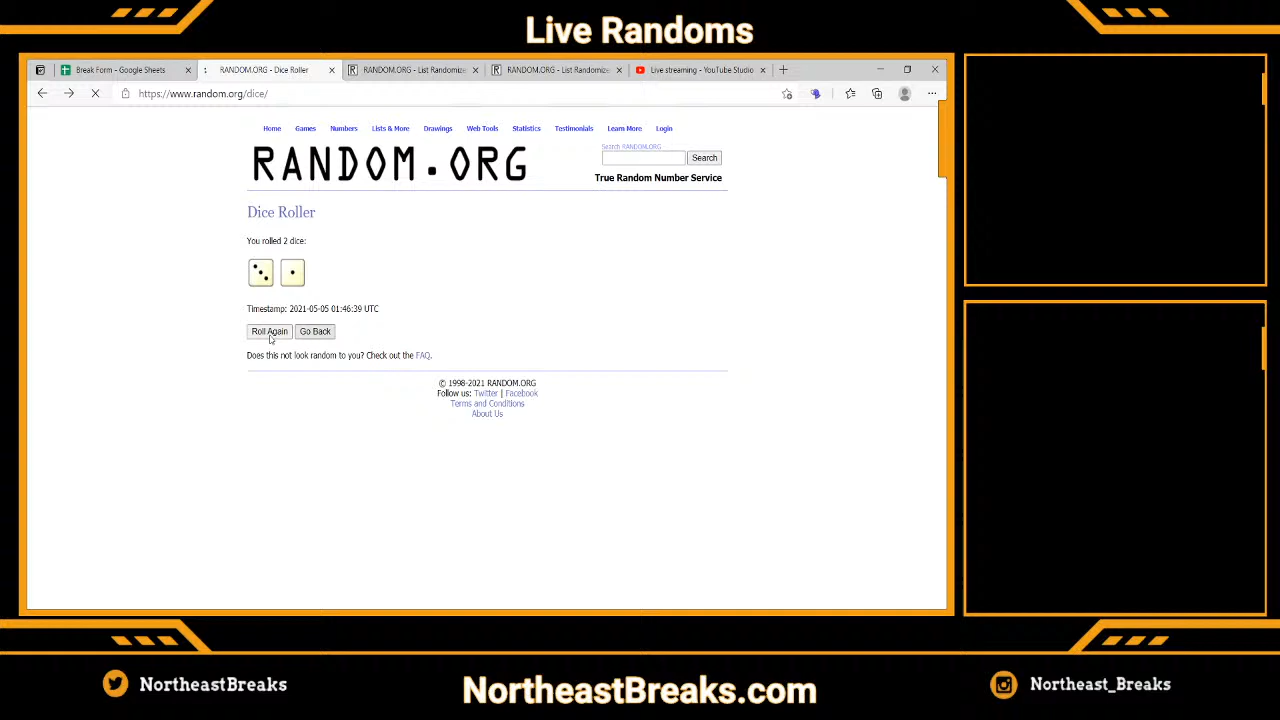 Live Randoms
Break Form - Google Sheets
RANDOM.ORG - Dice Roller
RANDOM.ORG - List Randomize
RANDOM.ORG - List Randomize
Live streaming - YouTube Studio
https://www.random.org/dice/
Home Games Numbers Lists & More Drawings Web Tools Statistics Testimonials Learn More Login
RANDOM.ORG
Search RANDOM.ORG
Search
True Random Number Service
Dice Roller
You rolled 2 dice:
Timestamp: 2021-05-05 01:46:39 UTC
Roll Again Go Back
Does this not look random to you? Check out the FAQ.
© 1998-2021 RANDOM.ORG
Follow us: Twitter | Facebook
Terms and Conditions
About Us
NortheastBreaks
NortheastBreaks.com
Northeast_Breaks